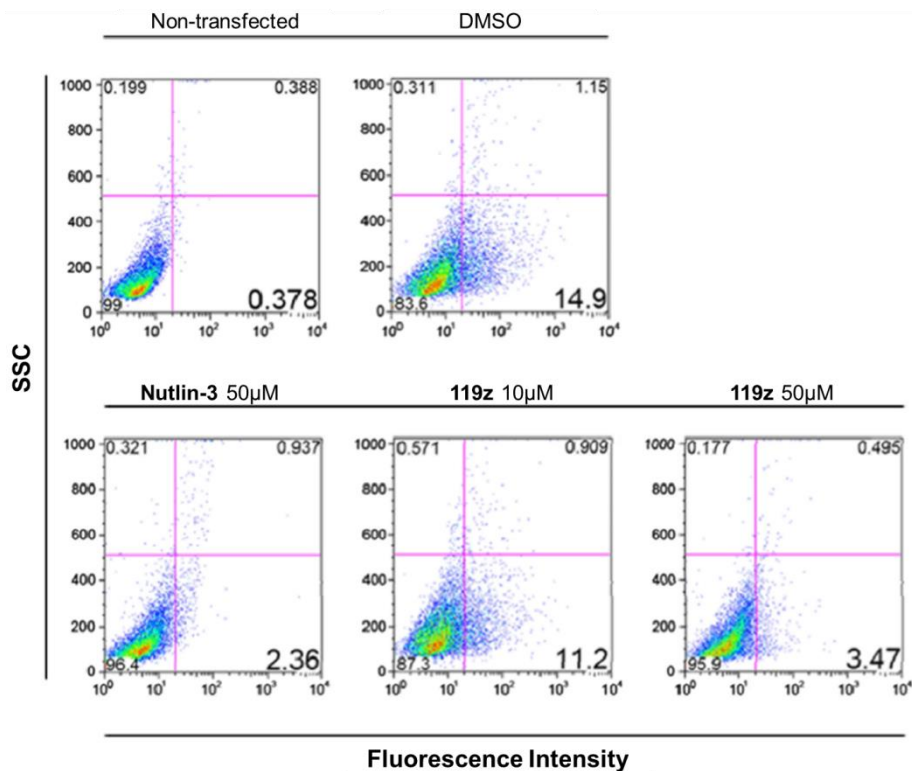 Non-transfected DMSO
0.199 0.388 0.311 1.15
1000 1000
800 800
600 600
400 400
200 200
99 0.378 83.6 14.9
0 0
10⁰ 10¹ 10² 10³ 10⁴ 10⁰ 10¹ 10² 10³ 10⁴
SSC
Nutlin-3 50µM 119z 10µM 119z 50µM
0.321 0.937 0.571 0.909 0.177 0.495
1000 1000 1000
800 800 800
600 600 600
400 400 400
200 200 200
96.4 2.36 87.3 11.2 95.9 3.47
0 0 0
10⁰ 10¹ 10² 10³ 10⁴ 10⁰ 10¹ 10² 10³ 10⁴ 10⁰ 10¹ 10² 10³ 10⁴
Fluorescence Intensity